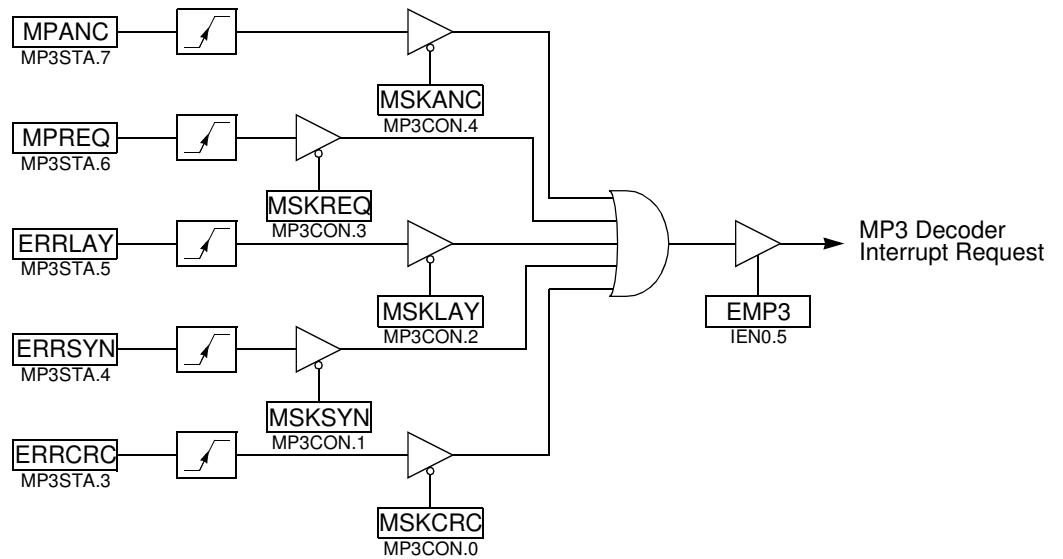 MPANC
MP3STA.7
MSKANC
MP3CON.4
MPREQ
MP3STA.6
MSKREQ
MP3CON.3
ERRLAY
MP3STA.5
MSKLAY
MP3CON.2
ERRSYN
MP3STA.4
MSKSYN
MP3CON.1
ERRCRC
MP3STA.3
MSKCRC
MP3CON.0
EMP3
IEN0.5
MP3 Decoder
Interrupt Request